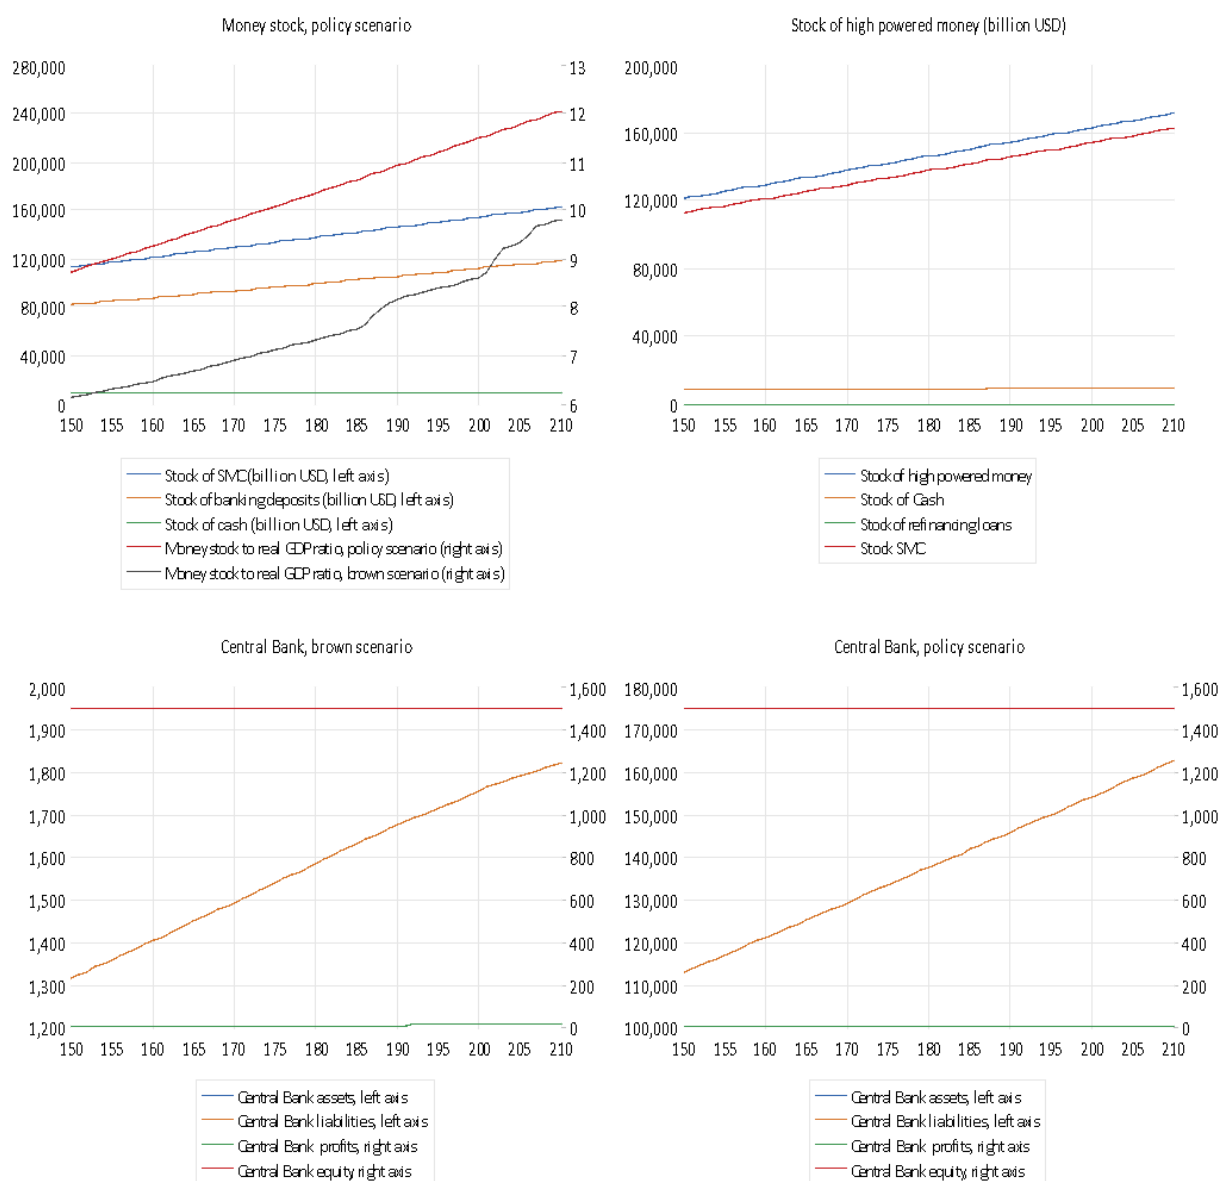 Money stock, policy scenario
280,000
240,000
200,000
160,000
120,000
80,000
40,000
0
13
12
11
10
9
8
7
6
150 155 160 165 170 175 180 185 190 195 200 205 210
Stock of SMC (billion USD, left axis)
Stock of banking deposits (billion USD, left axis)
Stock of cash (billion USD, left axis)
Money stock to real GDP ratio, policy scenario (right axis)
Money stock to real GDP ratio, brown scenario (right axis)
Stock of high powered money (billion USD)
200,000
160,000
120,000
80,000
40,000
0
150 155 160 165 170 175 180 185 190 195 200 205 210
Stock of high powered money
Stock of Cash
Stock of refinancing loans
Stock SMC
Central Bank, brown scenario
2,000
1,900
1,800
1,700
1,600
1,500
1,400
1,300
1,200
1,600
1,400
1,200
1,000
800
600
400
200
0
150 155 160 165 170 175 180 185 190 195 200 205 210
Central Bank assets, left axis
Central Bank liabilities, left axis
Central Bank profits, right axis
Central Bank equity, right axis
Central Bank, policy scenario
180,000
170,000
160,000
150,000
140,000
130,000
120,000
110,000
100,000
1,600
1,400
1,200
1,000
800
600
400
200
0
150 155 160 165 170 175 180 185 190 195 200 205 210
Central Bank assets, left axis
Central Bank liabilities, left axis
Central Bank profits, right axis
Central Bank equity, right axis